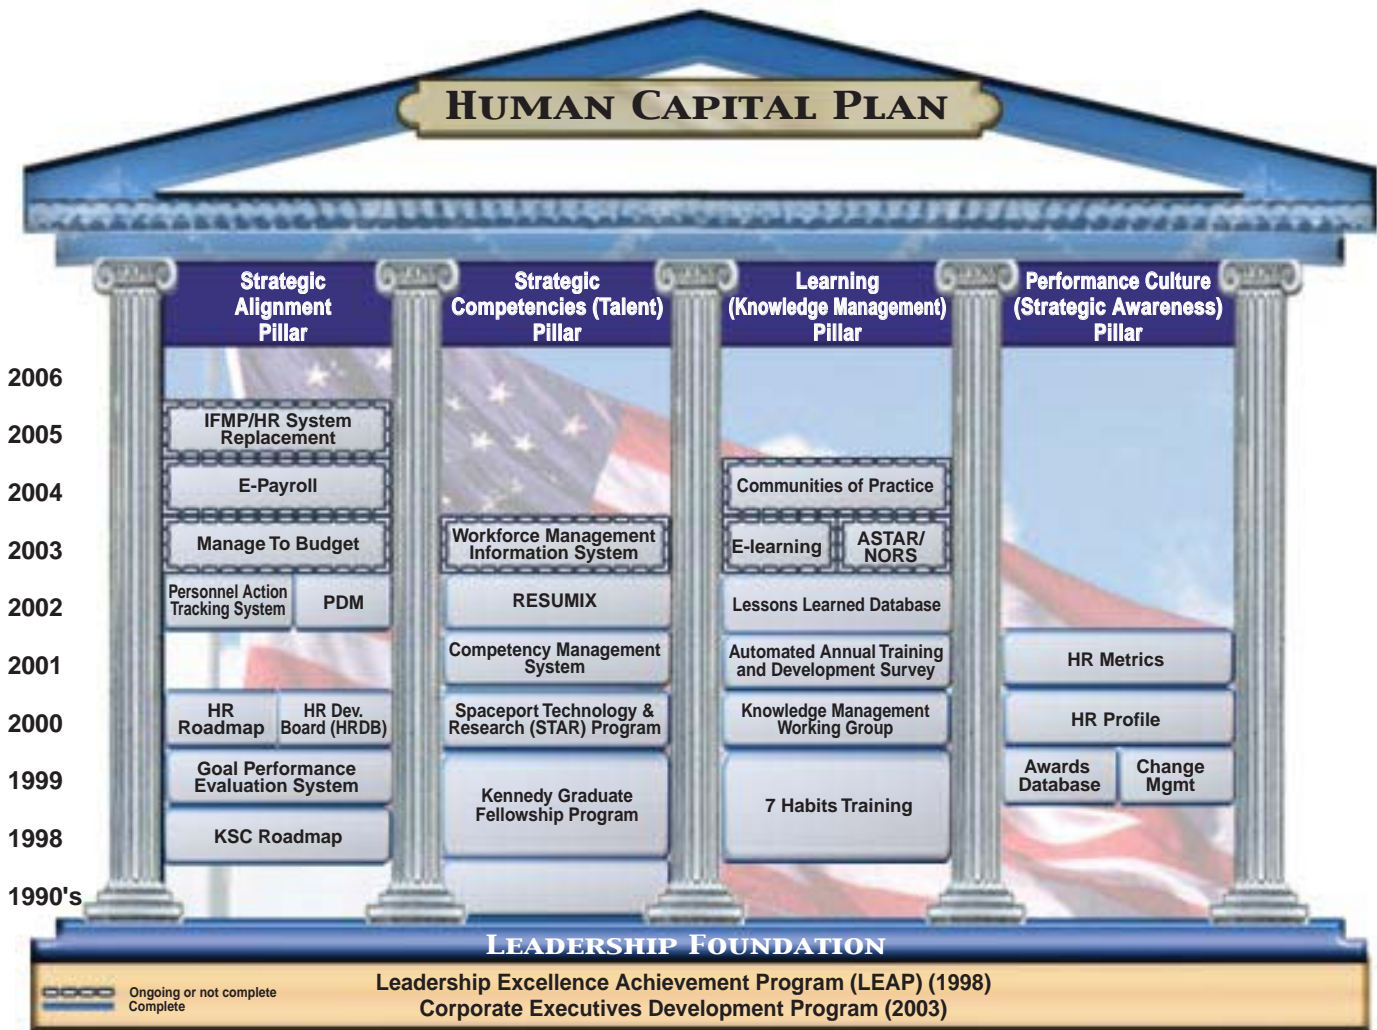 HUMAN CAPITAL PLAN
Strategic
Alignment
Pillar
Strategic
Competencies (Talent)
Pillar
Learning
(Knowledge Management)
Pillar
Performance Culture
(Strategic Awareness)
Pillar
2006
2005
IFMP/HR System
Replacement
2004
E-Payroll
Communities of Practice
2003
Manage To Budget
Workforce Management
Information System
E-learning
ASTAR/
NORS
2002
Personnel Action
Tracking System
PDM
RESUMIX
Lessons Learned Database
2001
Competency Management
System
Automated Annual Training
and Development Survey
HR Metrics
2000
HR
Roadmap
HR Dev.
Board (HRDB)
Spaceport Technology &
Research (STAR) Program
Knowledge Management
Working Group
HR Profile
1999
Goal Performance
Evaluation System
Kennedy Graduate
Fellowship Program
7 Habits Training
Awards
Database
Change
Mgmt
1998
KSC Roadmap
1990's
LEADERSHIP FOUNDATION
Ongoing or not complete
Complete
Leadership Excellence Achievement Program (LEAP) (1998)
Corporate Executives Development Program (2003)